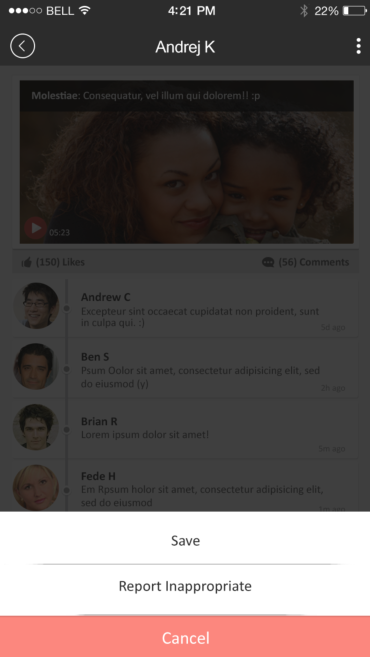 BELL 4:21 PM 22%
Andrej K
Molestiae: Consequatur, vel illum qui dolorem!! :p
05:23
(150) Likes (56) Comments
Andrew C
Excepteur sint occaecat cupidatat non proident, sunt
in culpa qui. :)
1d ago
Ben S
Psum Oolor sit amet, consectetur adipisicing elit, sed
do eiusmod (y)
2h ago
Brian R
Lorem ipsum dolor sit amet!
5m ago
Fede H
Em Rpsum holor sit amet, consectetur adipisicing elit,
sed do eiusmod
ago
Save
Report Inappropriate
Cancel